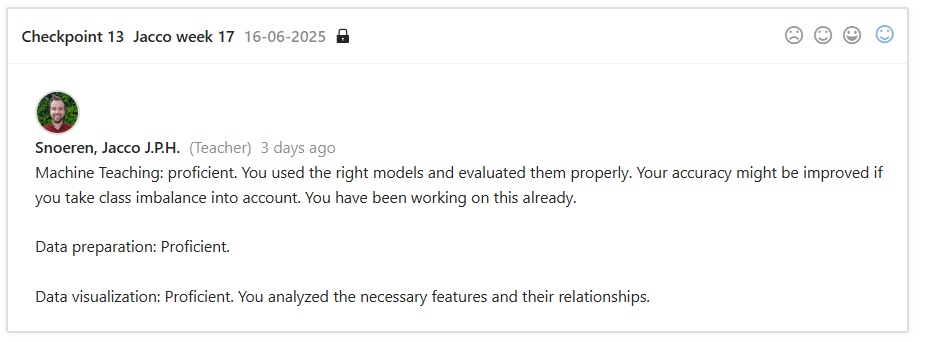 Checkpoint 13 Jacco week 17 16-06-2025
Snoeren, Jacco J.P.H. (Teacher) 3 days ago
Machine Teaching: proficient. You used the right models and evaluated them properly. Your accuracy might be improved if
you take class imbalance into account. You have been working on this already.
Data preparation: Proficient.
Data visualization: Proficient. You analyzed the necessary features and their relationships.